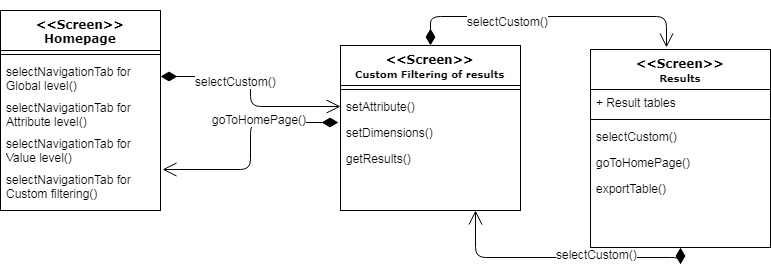 <<Screen>>
Homepage
selectNavigationTab for
Global level()
selectNavigationTab for
Attribute level()
selectNavigationTab for
Value level()
selectNavigationTab for
Custom filtering()
selectCustom()
goToHomePage()
<<Screen>>
Custom Filtering of results
setAttribute()
setDimensions()
getResults()
selectCustom()
<<Screen>>
Results
+ Result tables
selectCustom()
goToHomePage()
exportTable()
selectCustom()